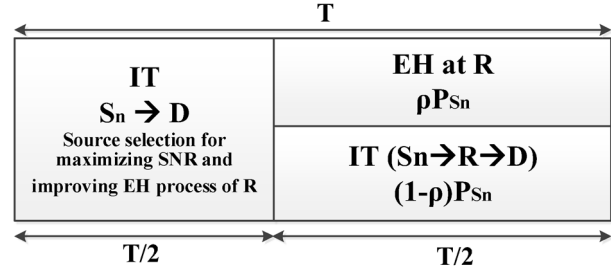 T
IT
Sn → D
Source selection for
maximizing SNR and
improving EH process of R
EH at R
ρPSn
IT (Sn→R→D)
(1-ρ)PSn
T/2
T/2